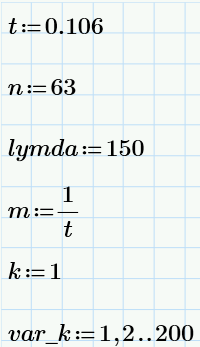 t:=0.106
n:=63
lymda:=150
m:=1/t
k:=1
var_k:=1,2..200